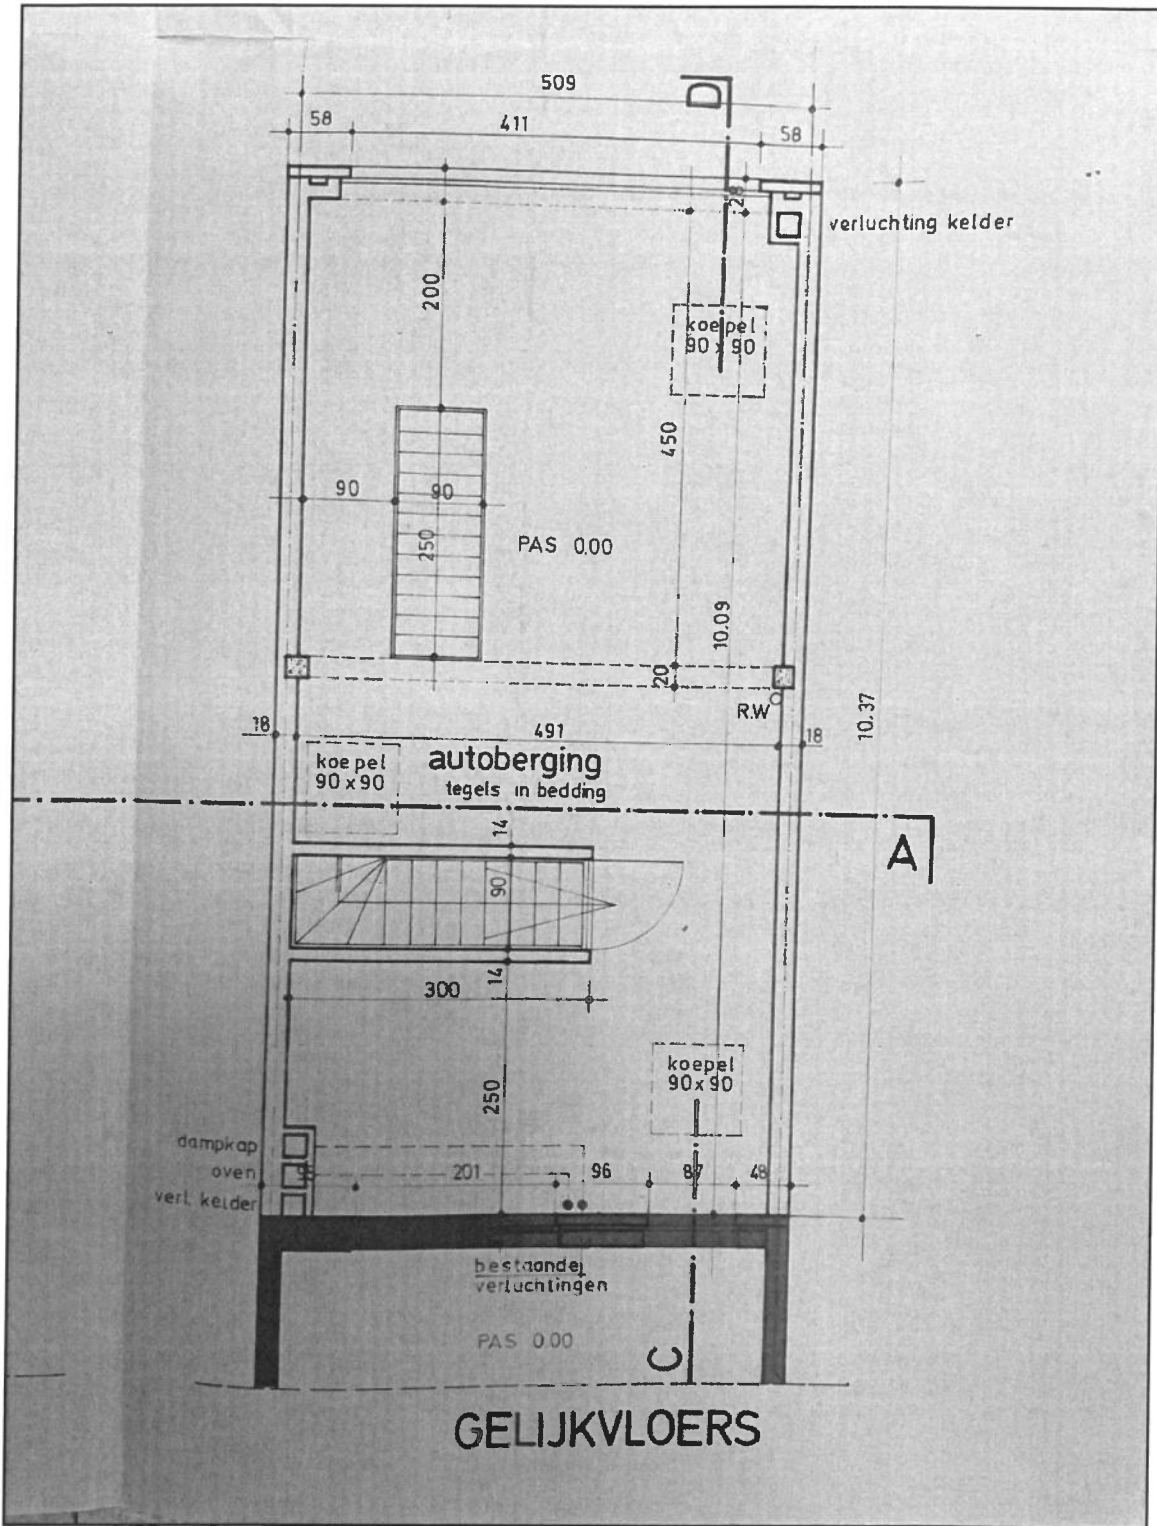 509
D
58
411
58
28
verluchting kelder
200
koepel
90 x 90
450
90
90
250
PAS 0.00
10.09
20
R.W
10.37
18
491
18
koepel
90 x 90
autoberging
tegels in bedding
14
A
90
14
300
koepel
90 x 90
250
dampkap
oven
201
96
87
48
verl. kelder
bestaande
verluchtingen
PAS 0.00
C
GELIJKVLOERS